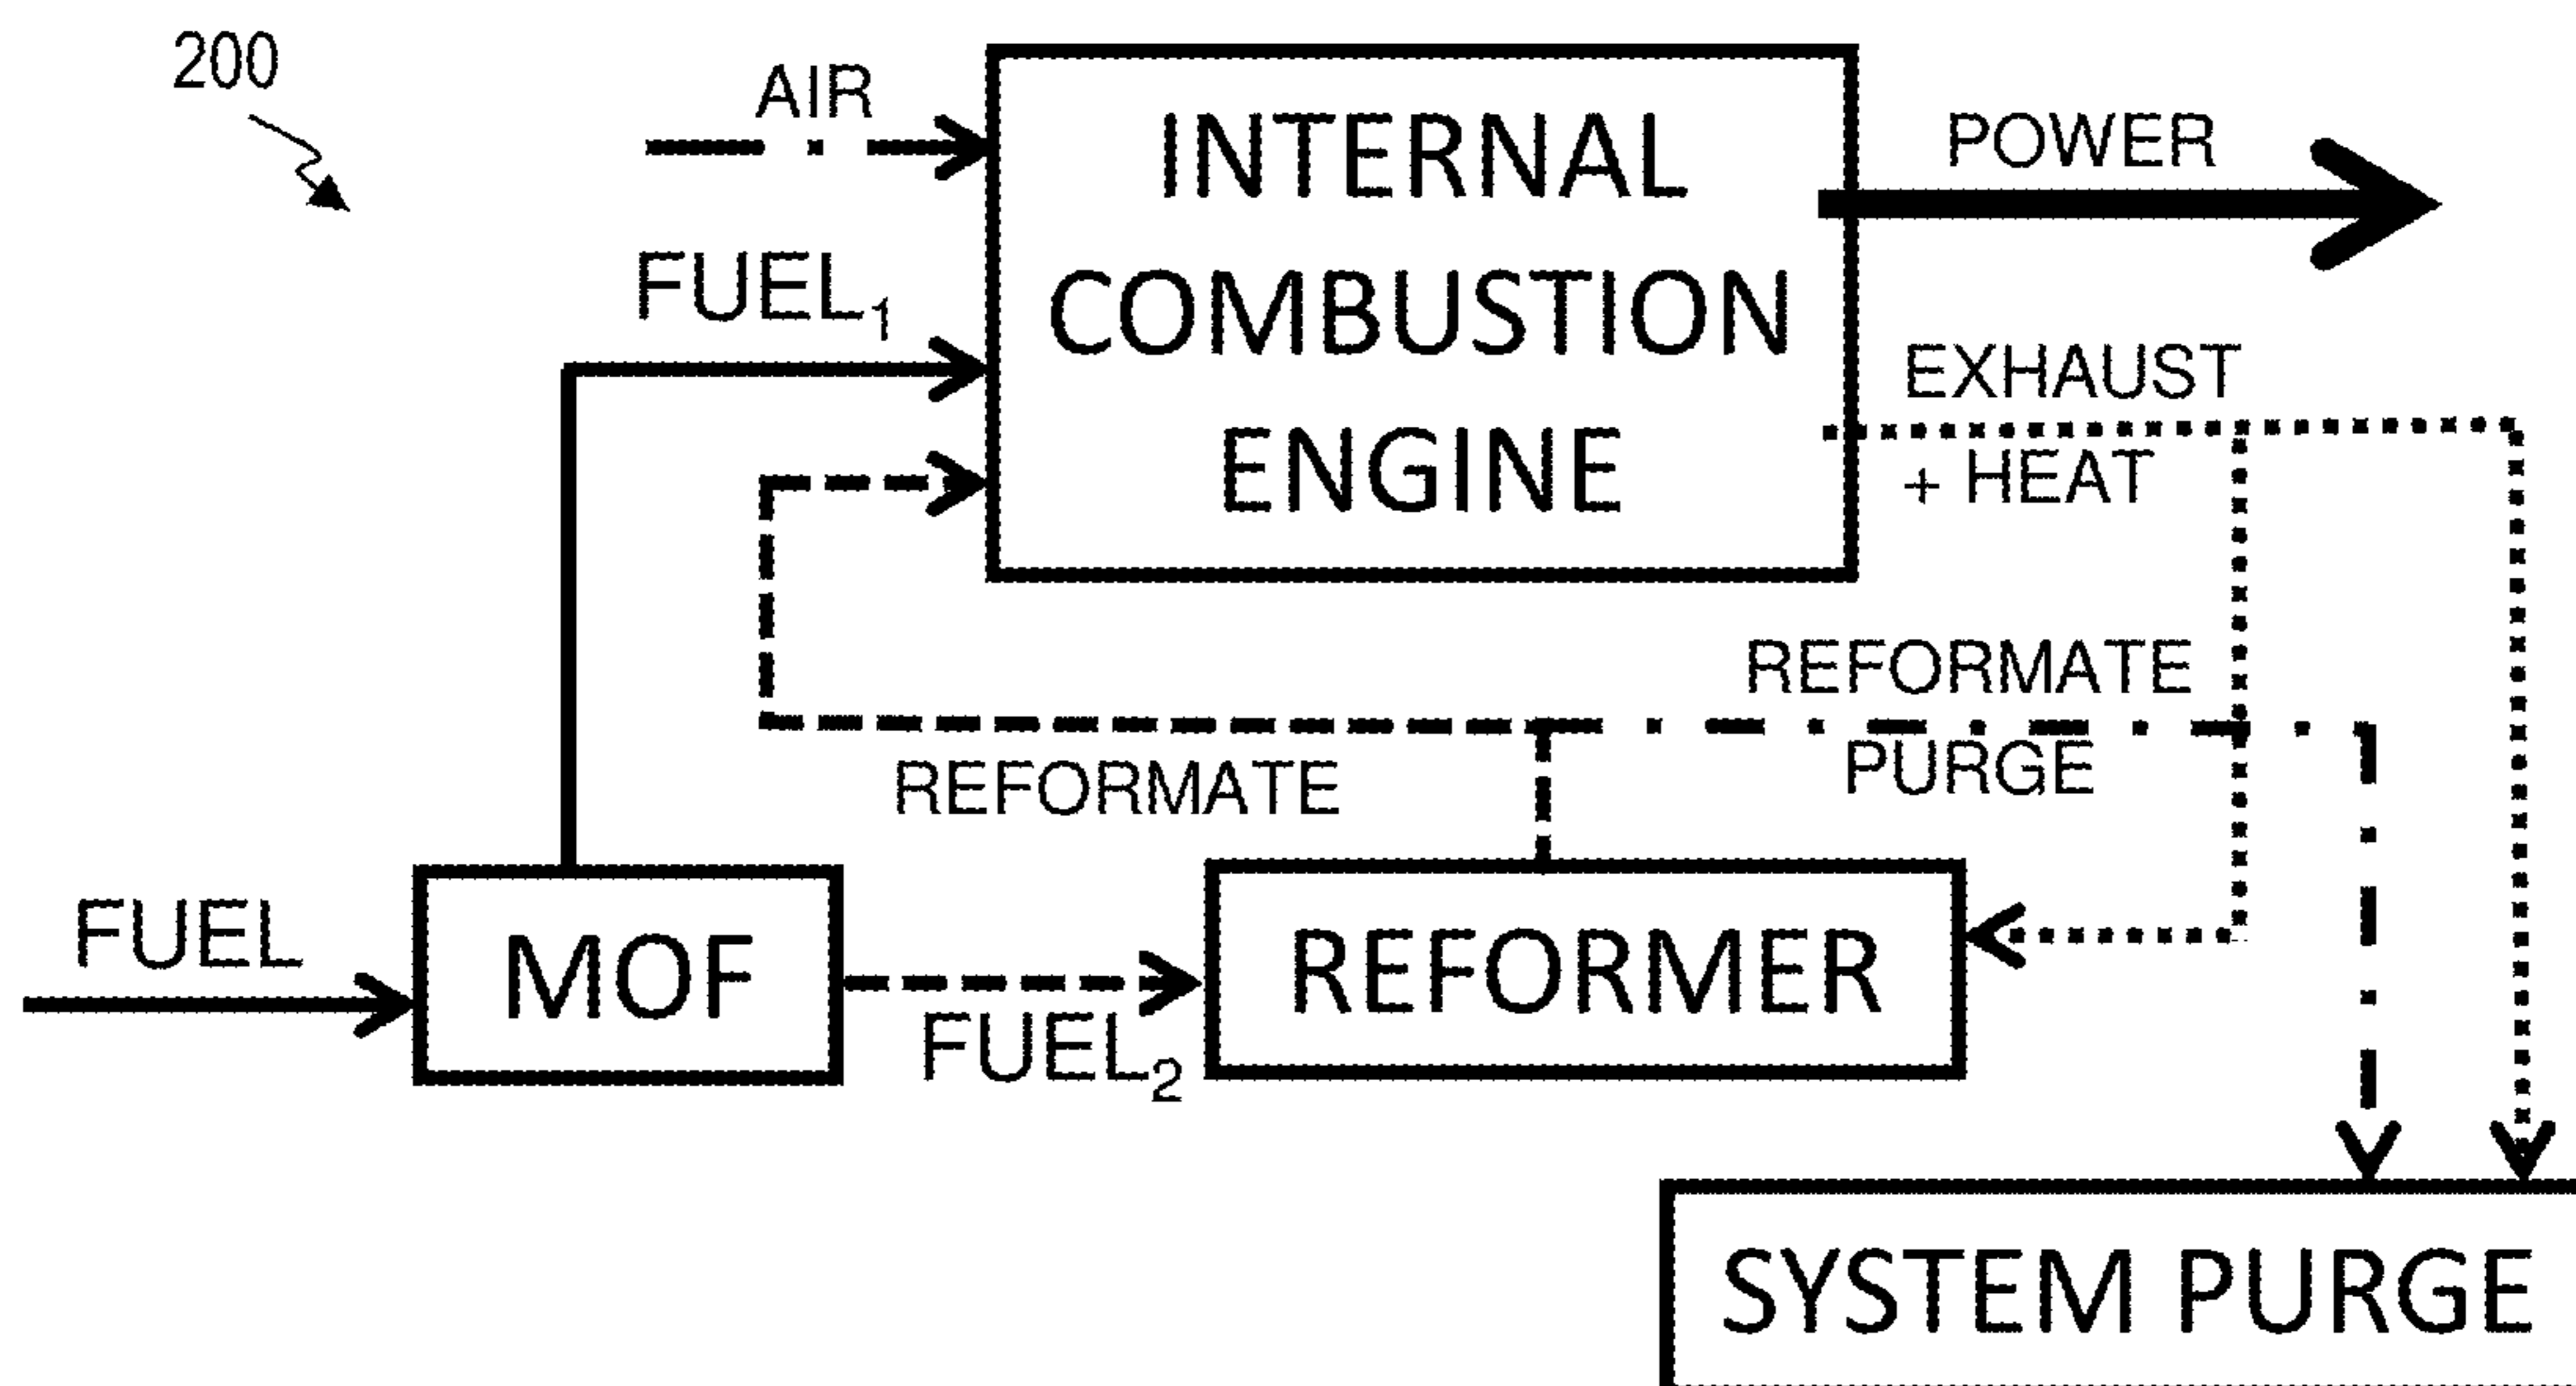 200
AIR
INTERNAL
COMBUSTION
ENGINE
POWER
FUEL₁
EXHAUST
+ HEAT
REFORMATE
PURGE
REFORMATE
FUEL
MOF
FUEL₂
REFORMER
SYSTEM PURGE